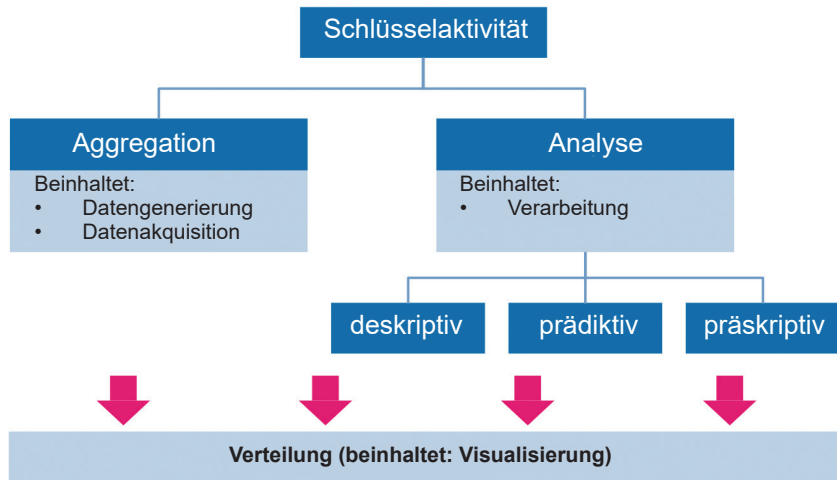 Schlüsselaktivität
Aggregation
Beinhaltet:
• Datengenerierung
• Datenakquisition
Analyse
Beinhaltet:
• Verarbeitung
deskriptiv
prädiktiv
präskriptiv
Verteilung (beinhaltet: Visualisierung)